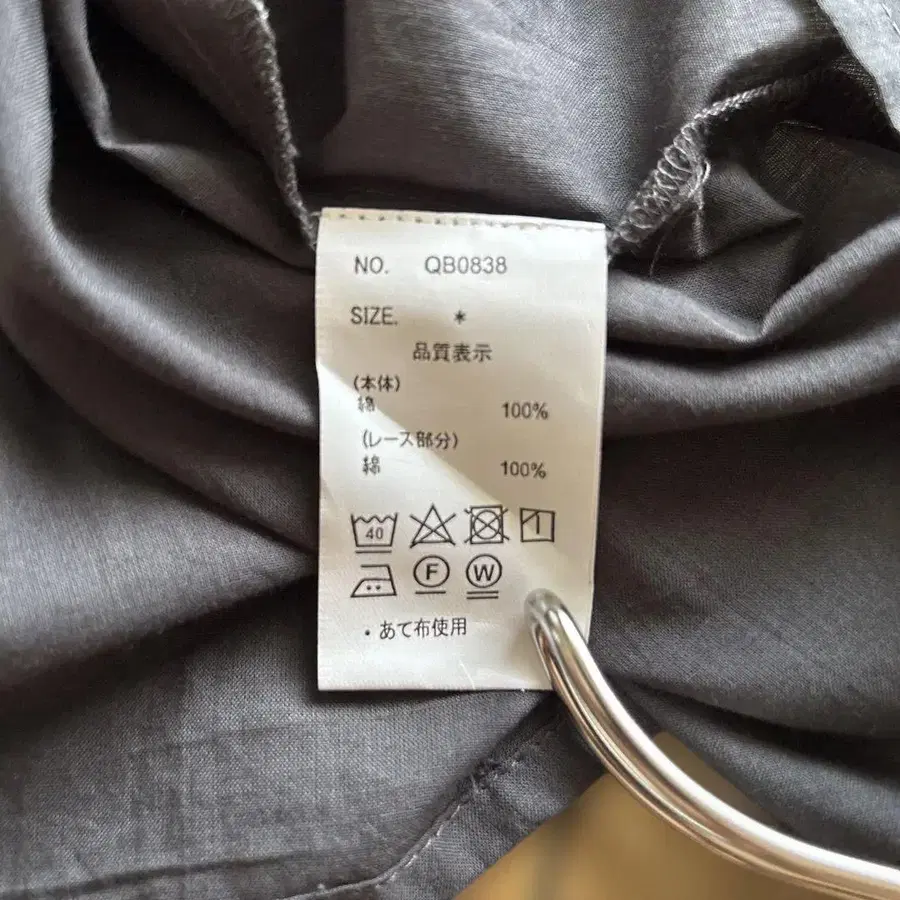 NO. QB0838
SIZE. *
品質表示
(本体)
綿 100%
(レース部分)
綿 100%
40
F W
・あて布使用